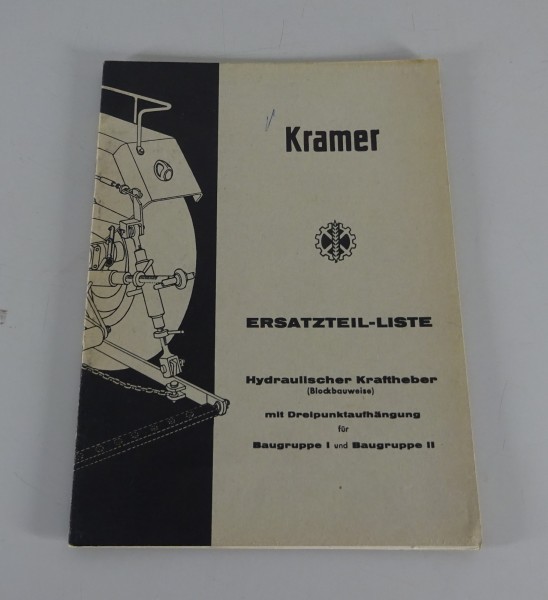 Kramer
ERSATZTEIL-LISTE
Hydraulischer Kraftheber
(Blockbauweise)
mit Dreipunktaufhängung
für
Baugruppe I und Baugruppe II